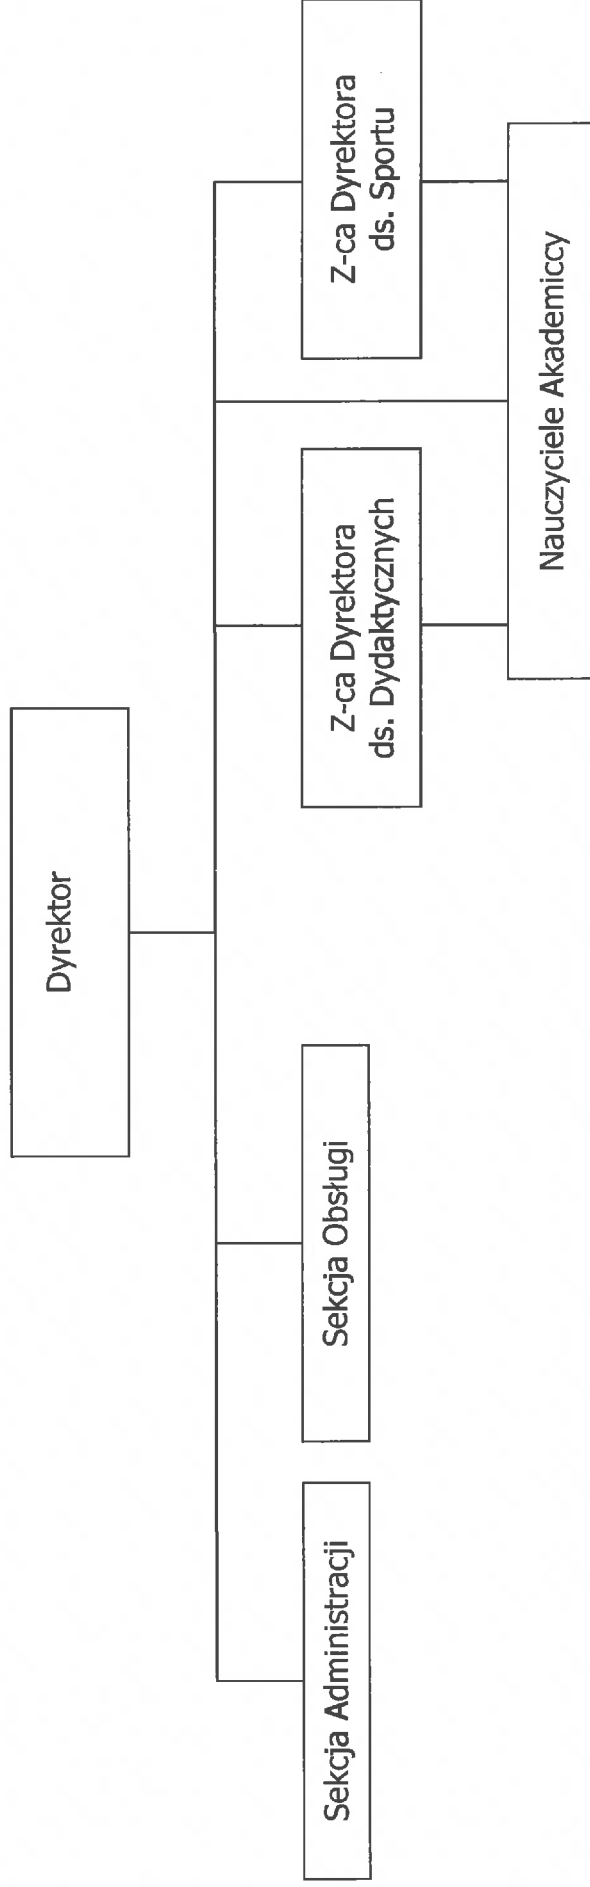 Dyrektor
Sekcja Administracji
Sekcja Obsługi
Z-ca Dyrektora
ds. Dydaktycznych
Z-ca Dyrektora
ds. Sportu
Nauczyciele Akademiccy